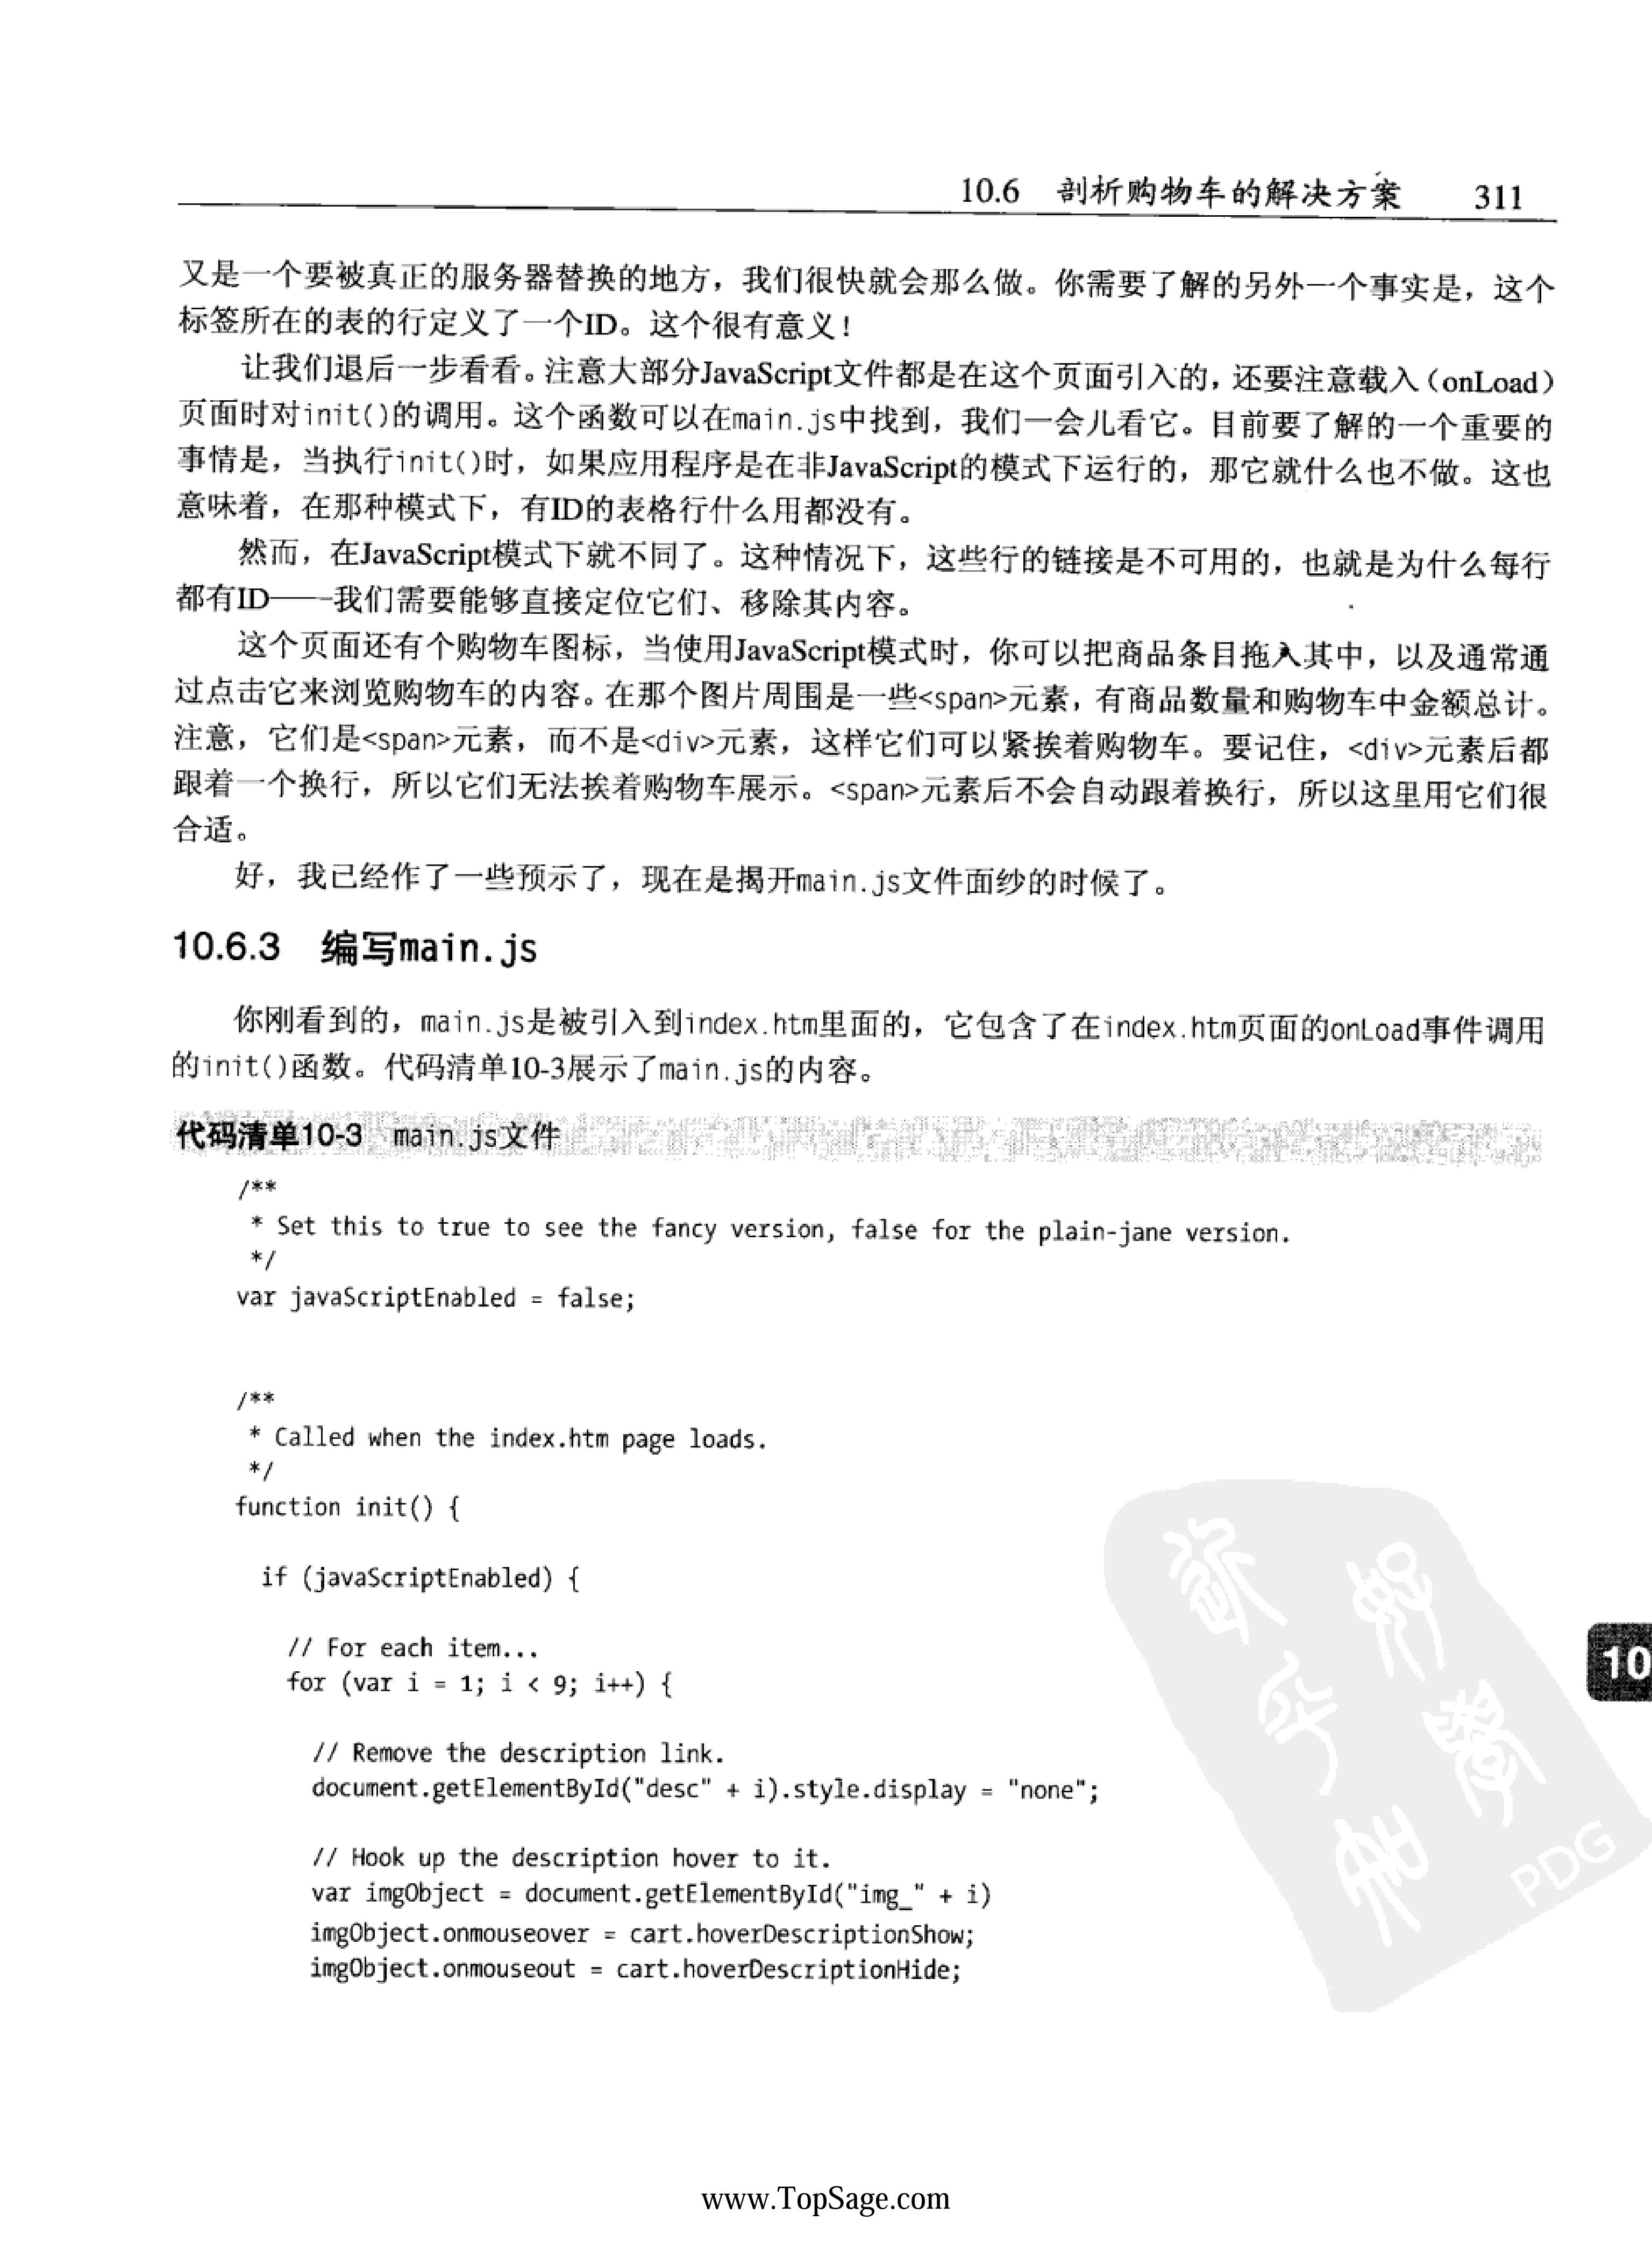 10.6 剖析购物车的解决方案 311
又是一个要被真正的服务器替换的地方，我们很快就会那么做。你需要了解的另外一个事实是，这个
标签所在的表的行定义了一个ID。这个很有意义！
让我们退后一步看看。注意大部分JavaScript文件都是在这个页面引入的，还要注意载入（onLoad）
页面时对init()的调用。这个函数可以在main.js中找到，我们一会儿看它。目前要了解的一个重要的
事情是，当执行init()时，如果应用程序是在非JavaScript的模式下运行的，那它就什么也不做。这也
意味着，在那种模式下，有ID的表格行什么用都没有。
然而，在JavaScript模式下就不同了。这种情况下，这些行的链接是不可用的，也就是为什么每行
都有ID——我们需要能够直接定位它们、移除其内容。
这个页面还有个购物车图标，当使用JavaScript模式时，你可以把商品条目拖入其中，以及通常通
过点击它来浏览购物车的内容。在那个图片周围是一些<span>元素，有商品数量和购物车中金额总计。
注意，它们是<span>元素，而不是<div>元素，这样它们可以紧挨着购物车。要记住，<div>元素后都
跟着一个换行，所以它们无法挨着购物车展示。<span>元素后不会自动跟着换行，所以这里用它们很
合适。
好，我已经作了一些预示了，现在是揭开main.js文件面纱的时候了。
10.6.3 编写main.js
你刚看到的，main.js是被引入到index.htm里面的，它包含了在index.htm页面的onLoad事件调用
的init()函数。代码清单10-3展示了main.js的内容。
代码清单10-3 main.js文件
/**
* Set this to true to see the fancy version, false for the plain-jane version.
*/
var javaScriptEnabled = false;
/**
* Called when the index.htm page loads.
*/
function init() {
if (javaScriptEnabled) {
// For each item...
for (var i = 1; i < 9; i++) {
// Remove the description link.
document.getElementById("desc" + i).style.display = "none";
// Hook up the description hover to it.
var imgObject = document.getElementById("img_" + i)
imgObject.onmouseover = cart.hoverDescriptionShow;
imgObject.onmouseout = cart.hoverDescriptionHide;
10
PDG
www.TopSage.com